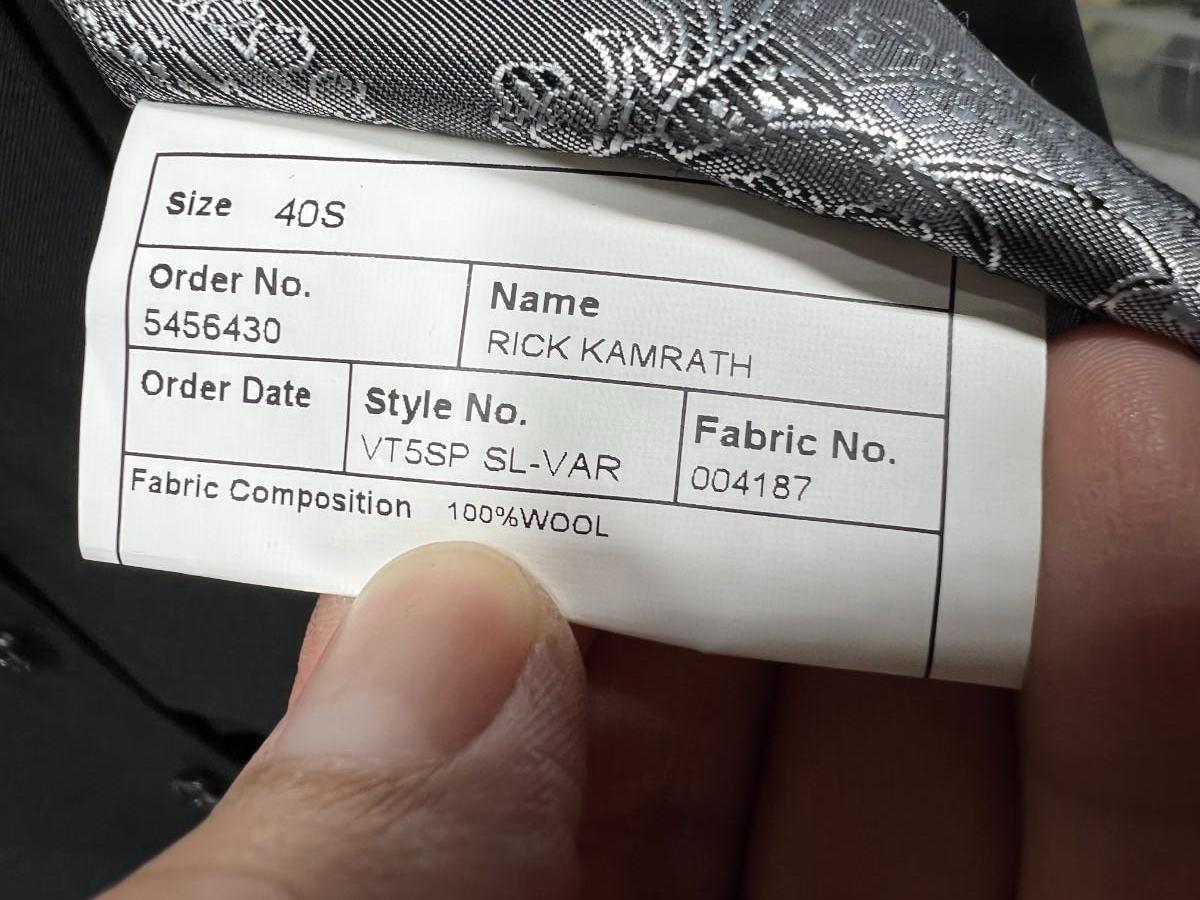 Size 40S
Order No.
5456430
Name
RICK KAMRATH
Order Date
Style No.
VT5SP SL-VAR
Fabric No.
004187
Fabric Composition 100%WOOL